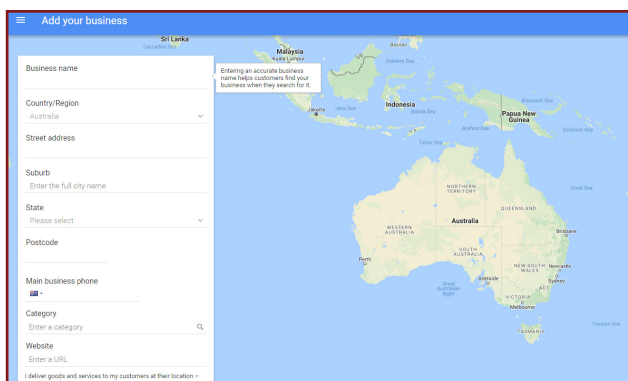 Add your business
Business name
Entering an accurate business
name helps customers find your
business when they search for it.
Country/Region
Australia
Street address
Suburb
Enter the full city name
State
Please select
Postcode
Main business phone
Category
Enter a category
Website
Enter a URL
I deliver goods and services to my customers at their location
Sri Lanka
Laccadive Sea
Malaysia
Kuala Lumpur
Celebes Sea
Jakarta
Java Sea
Indonesia
Banda Sea
Arafura Sea
Timor Sea
Papua New
Guinea
Bismarck Sea
Solomon Sea
Coral Sea
NORTHERN
TERRITORY
QUEENSLAND
WESTERN
AUSTRALIA
Australia
SOUTH
AUSTRALIA
Brisbane
Perth
NEW SOUTH
WALES
Newcastle
Sydney
ACT
Adelaide
Great
Australian
Bight
VICTORIA
Melbourne
TASMANIA
Tasman Sea